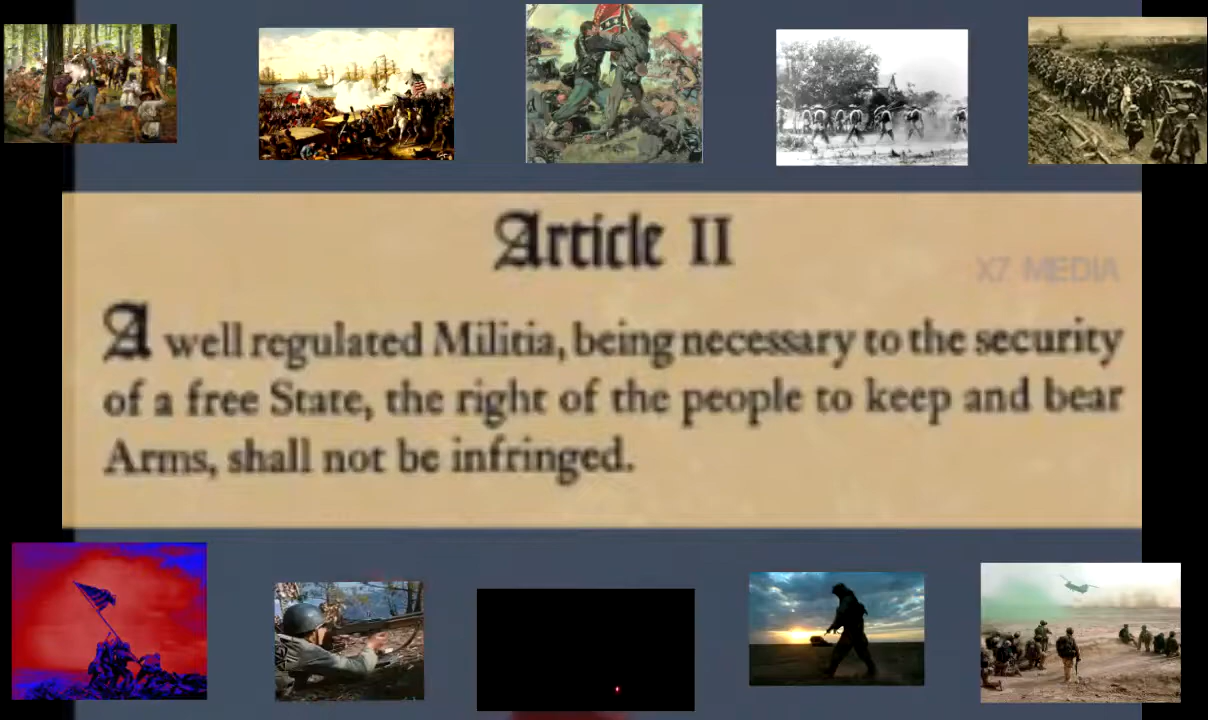 Article II
X7 MEDIA
A well regulated Militia, being necessary to the security
of a free State, the right of the people to keep and bear
Arms, shall not be infringed.